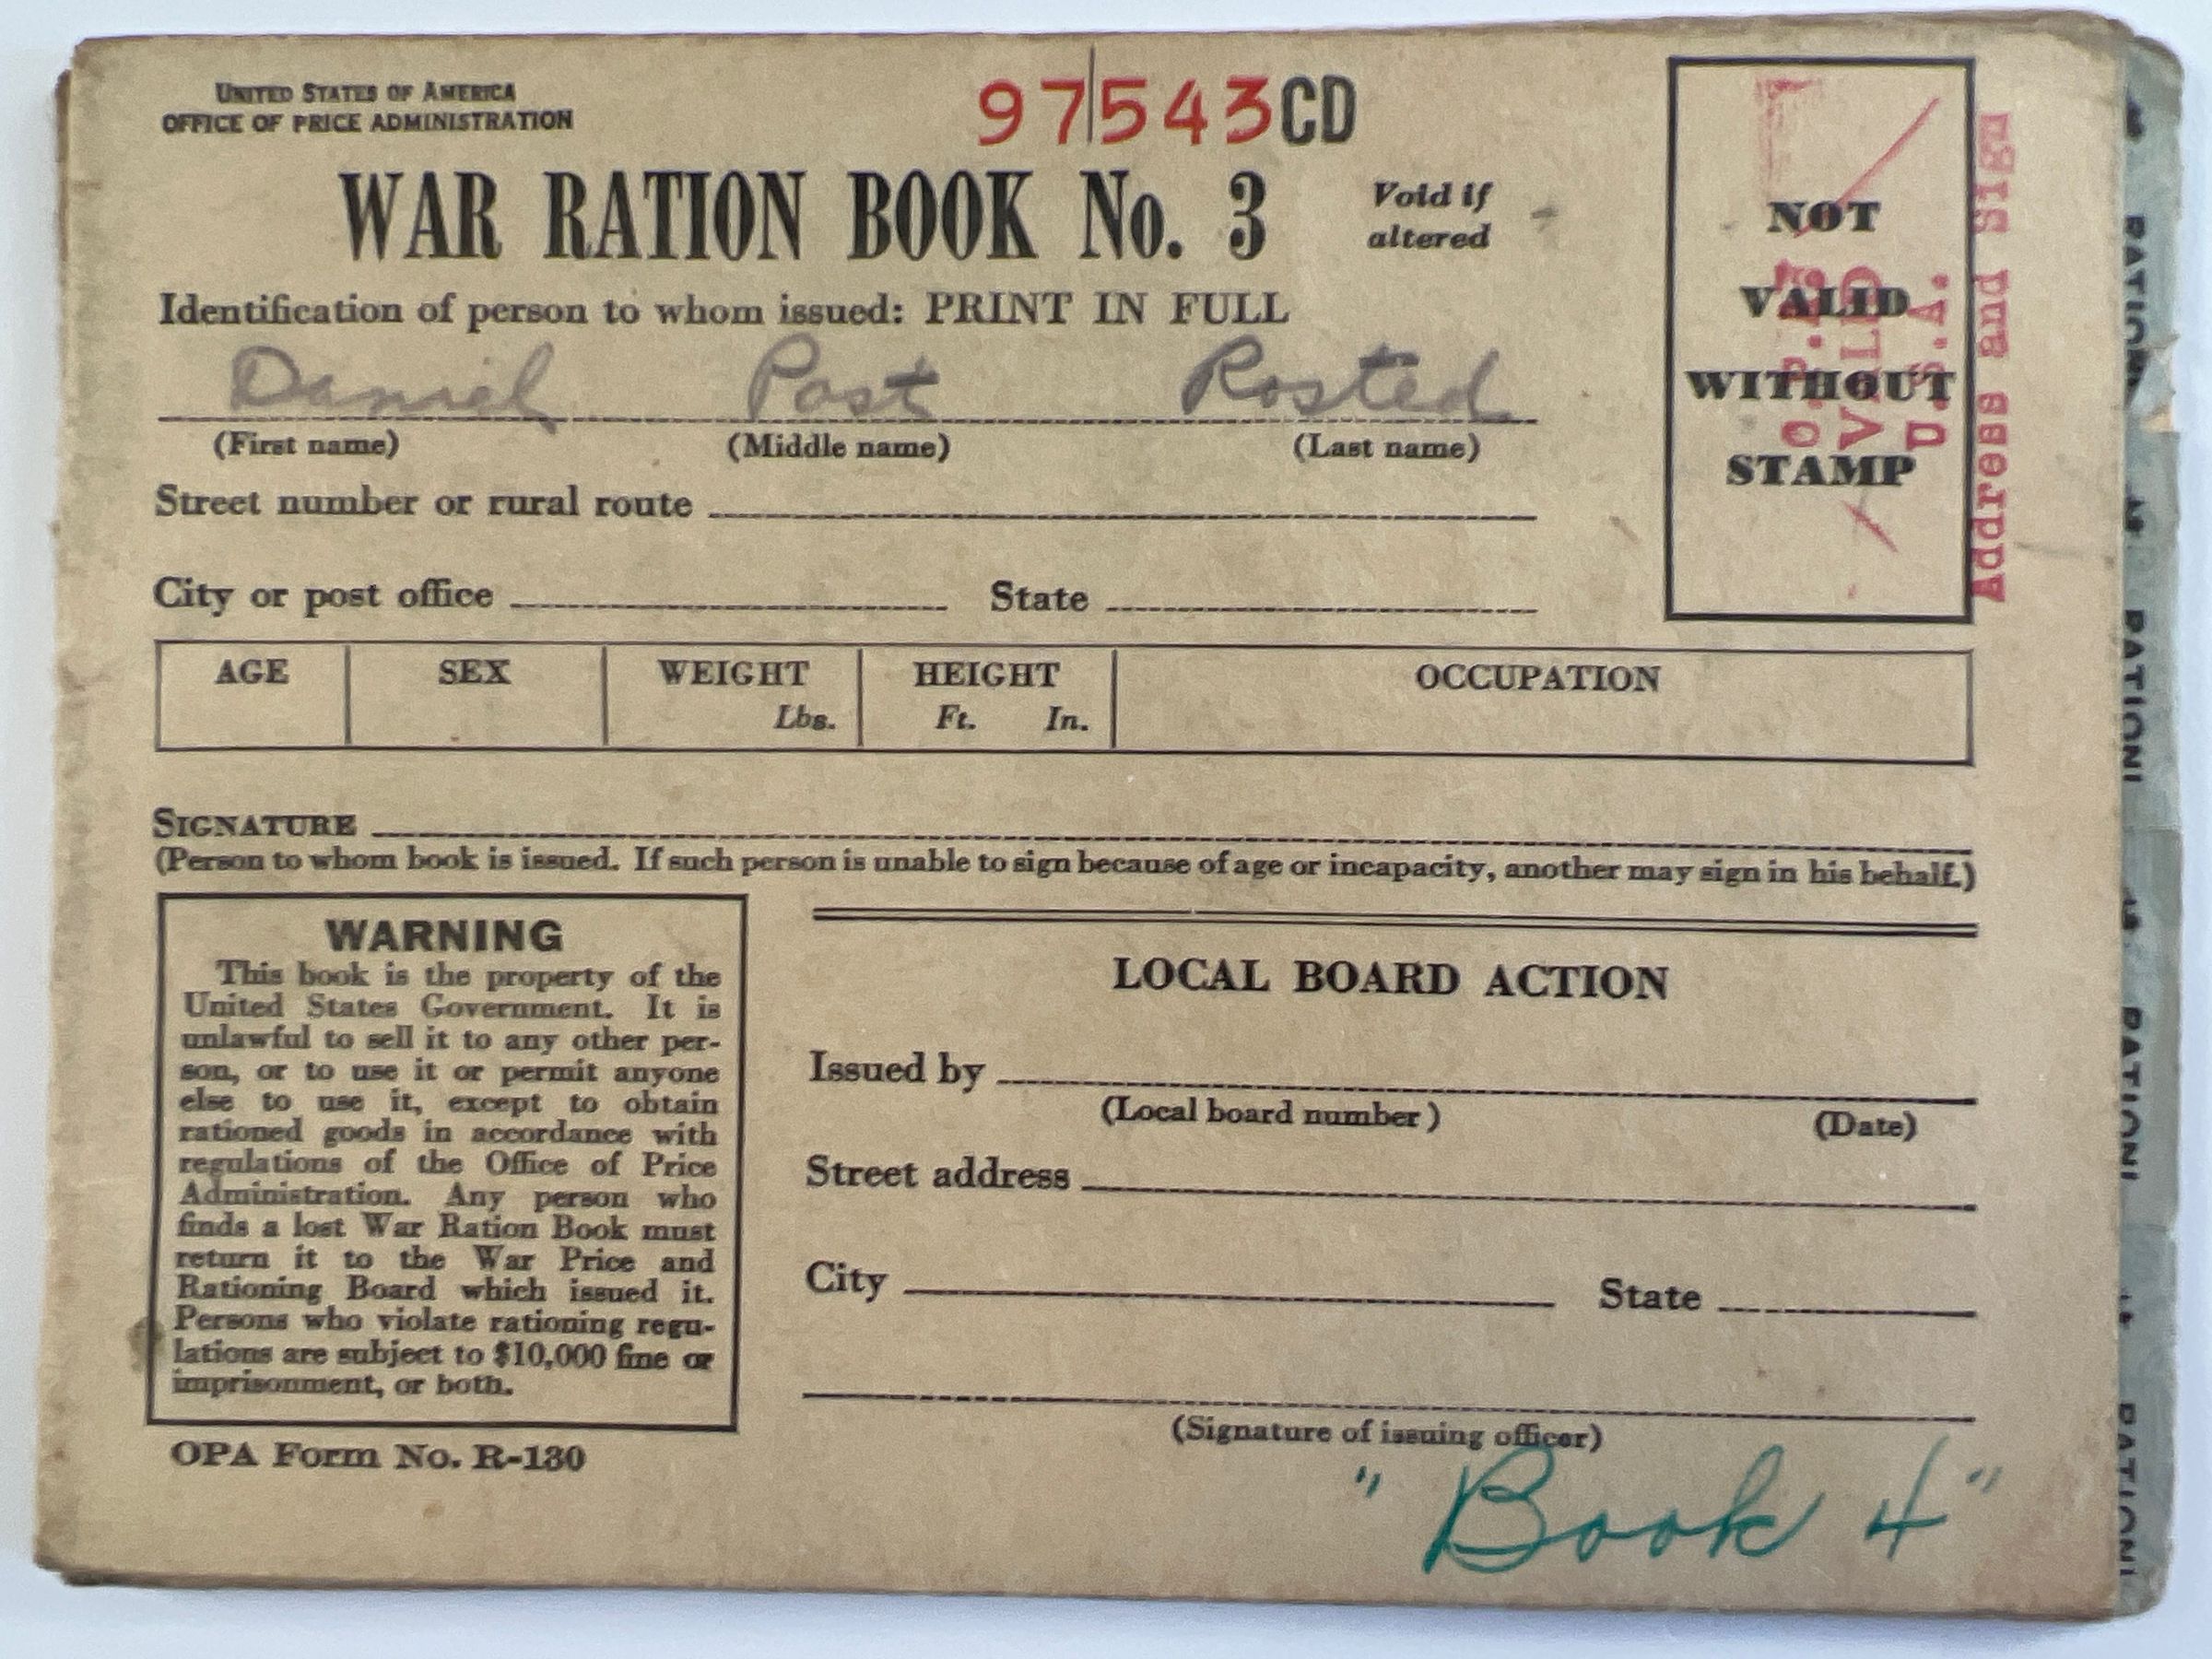 UNITED STATES OF AMERICA
OFFICE OF PRICE ADMINISTRATION
97543CD
WAR RATION BOOK No. 3
Void if
altered
Identification of person to whom issued: PRINT IN FULL
Daniel Post Rosted
(First name) (Middle name) (Last name)
Street number or rural route
City or post office State
NOT
VALID
WITHOUT
STAMP
O.P.A.
VALID
U.S.A.
Address and Sign
AGE SEX WEIGHT HEIGHT OCCUPATION
Lbs. Ft. In.
SIGNATURE
(Person to whom book is issued. If such person is unable to sign because of age or incapacity, another may sign in his behalf.)
WARNING
This book is the property of the
United States Government. It is
unlawful to sell it to any other per-
son, or to use it or permit anyone
else to use it, except to obtain
rationed goods in accordance with
regulations of the Office of Price
Administration. Any person who
finds a lost War Ration Book must
return it to the War Price and
Rationing Board which issued it.
Persons who violate rationing regu-
lations are subject to $10,000 fine or
imprisonment, or both.
OPA Form No. R-130
LOCAL BOARD ACTION
Issued by
(Local board number) (Date)
Street address
City State
(Signature of issuing officer)
"Book 4"